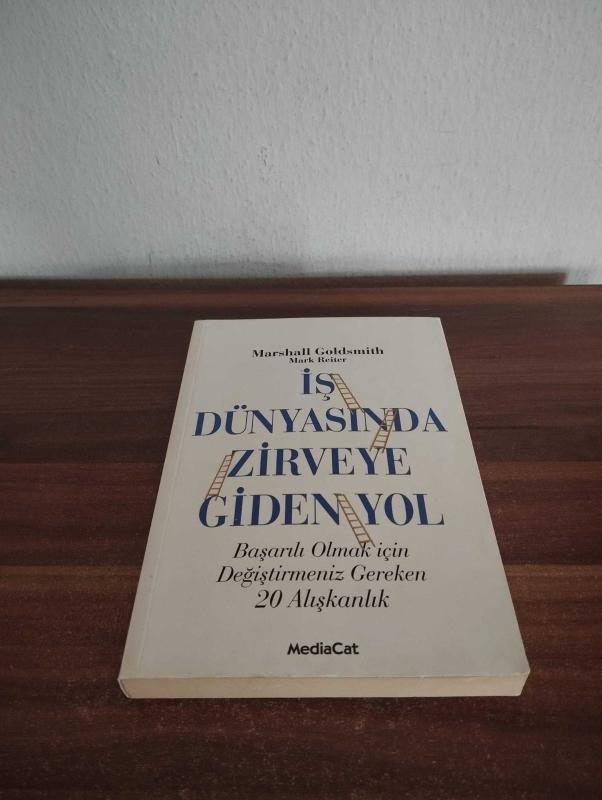 Marshall Goldsmith
Mark Reiter
İŞ
DÜNYASINDA
ZİRVEYE
GİDEN YOL
Başarılı Olmak için
Değiştirmeniz Gereken
20 Alışkanlık
MediaCat